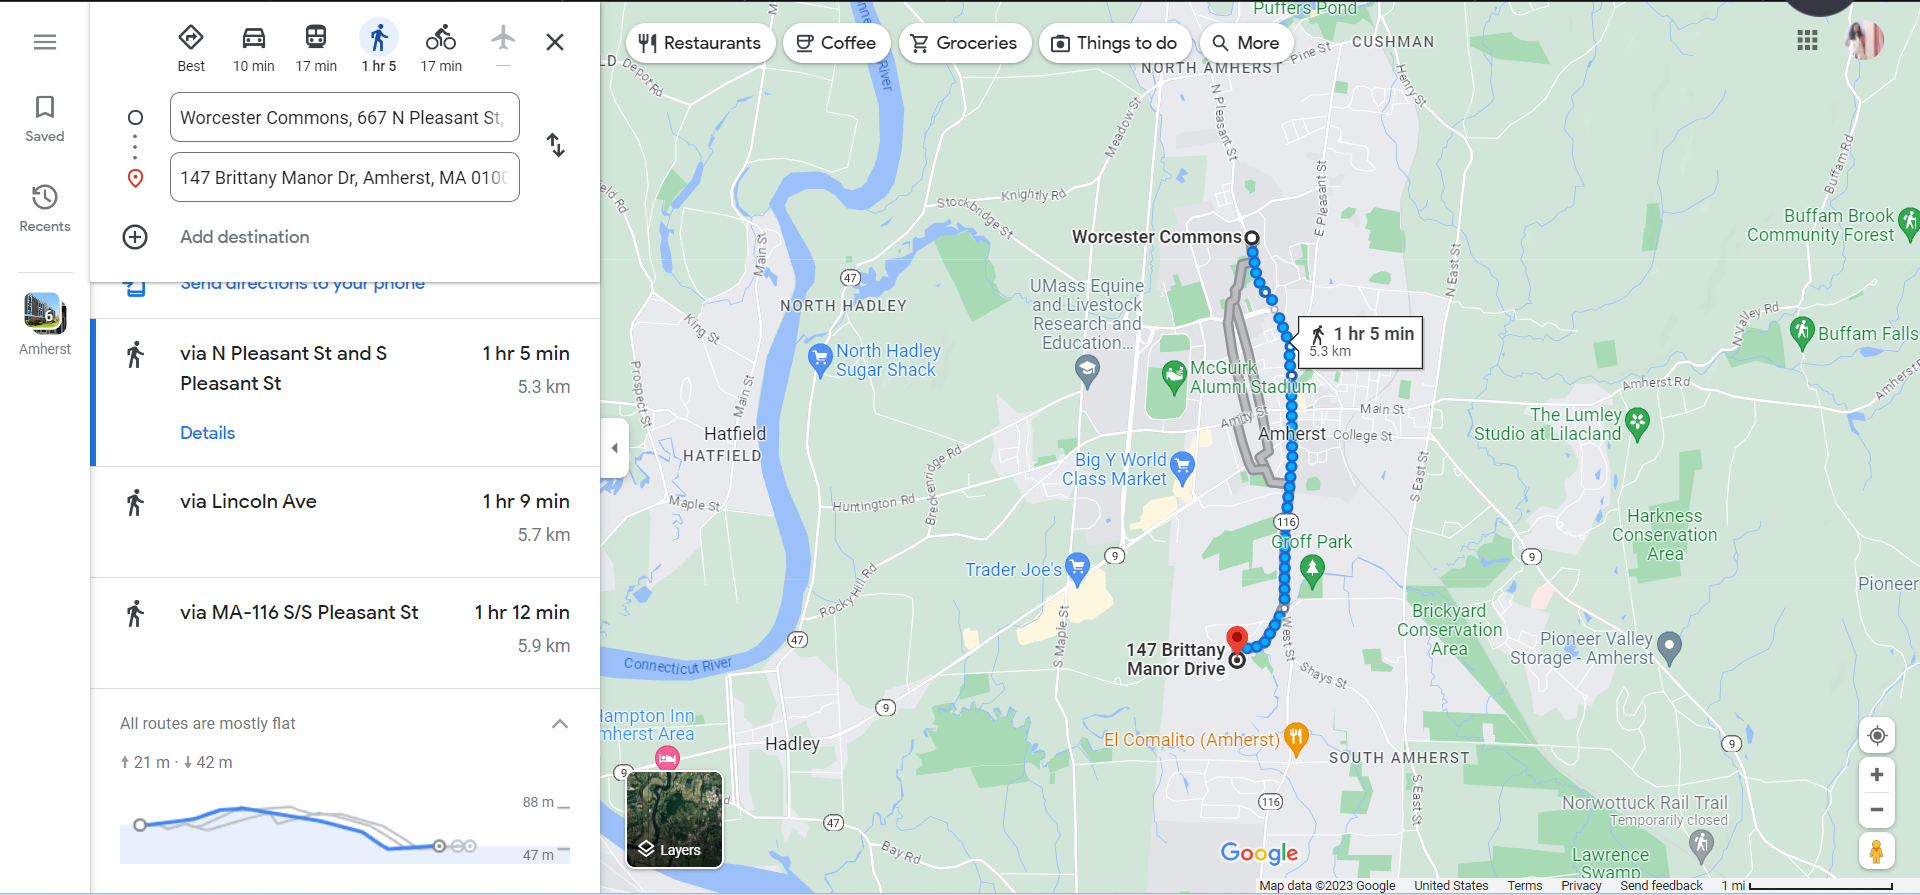 Saved
Recents
Amherst
6
Best
10 min
17 min
1 hr 5
17 min
Worcester Commons, 667 N Pleasant St,
147 Brittany Manor Dr, Amherst, MA 0100
Add destination
Send directions to your phone
via N Pleasant St and S
Pleasant St
1 hr 5 min
5.3 km
Details
via Lincoln Ave
1 hr 9 min
5.7 km
via MA-116 S/S Pleasant St
1 hr 12 min
5.9 km
All routes are mostly flat
21 m · 42 m
88 m
47 m
Restaurants
Coffee
Groceries
Things to do
More
Puffers Pond
CUSHMAN
Pine St
NORTH AMHERST
Depot Rd
River
Henry St
Meadow St
N Pleasant St
E Pleasant St
Buffam Rd
Buffam Brook
Community Forest
Knightly Rd
Stockbridge St
Main St
Worcester Commons
N East St
47
NORTH HADLEY
UMass Equine
and Livestock
Research and
Education...
King St
North Hadley
Sugar Shack
1 hr 5 min
5.3 km
N Valley Rd
Buffam Falls
McGuirk
Alumni Stadium
Prospect St
Main St
Amherst Rd
Amherst
Main St
Amity St
The Lumley
Studio at Lilacland
Hatfield
HATFIELD
Amherst
College St
Big Y World
Class Market
Breckenridge Rd
S East St
Maple St
Huntington Rd
116
Harkness
Conservation
Area
Groff Park
9
9
Trader Joe's
Rocky Hill Rd
Pioneer
Brickyard
Conservation
Area
S Maple St
47
West St
147 Brittany
Manor Drive
Pioneer Valley
Storage - Amherst
Connecticut River
Shays St
9
Hampton Inn
Amherst Area
Hadley
El Comalito (Amherst)
SOUTH AMHERST
9
9
S East St
116
Norwottuck Rail Trail
Temporarily closed
47
Bay Rd
Layers
Google
Lawrence
Swamp
Map data ©2023 Google
United States
Terms
Privacy
Send feedback
1 mi